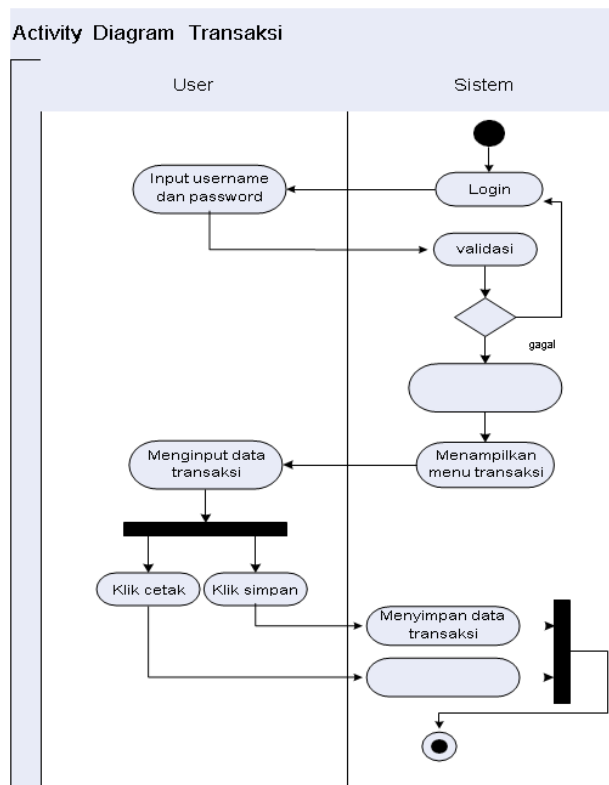 Activity Diagram Transaksi
User
Sistem
Login
Input username
dan password
validasi
gagal
Menampilkan
menu transaksi
Menginput data
transaksi
Klik cetak
Klik simpan
Menyimpan data
transaksi